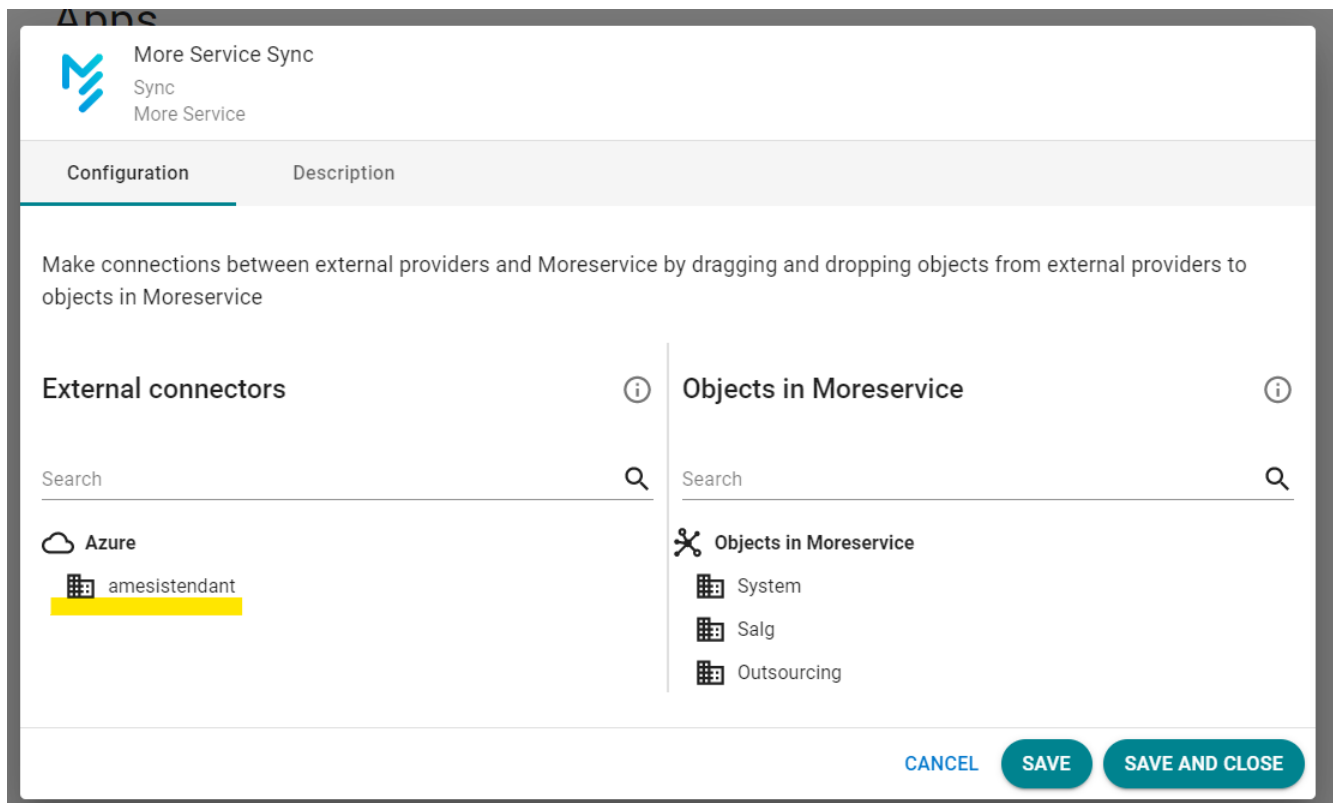 Apps
More Service Sync
Sync
More Service
Configuration
Description
Make connections between external providers and Moreservice by dragging and dropping objects from external providers to
objects in Moreservice
External connectors
Objects in Moreservice
Search
Search
Azure
amesistendant
Objects in Moreservice
System
Salg
Outsourcing
CANCEL
SAVE
SAVE AND CLOSE